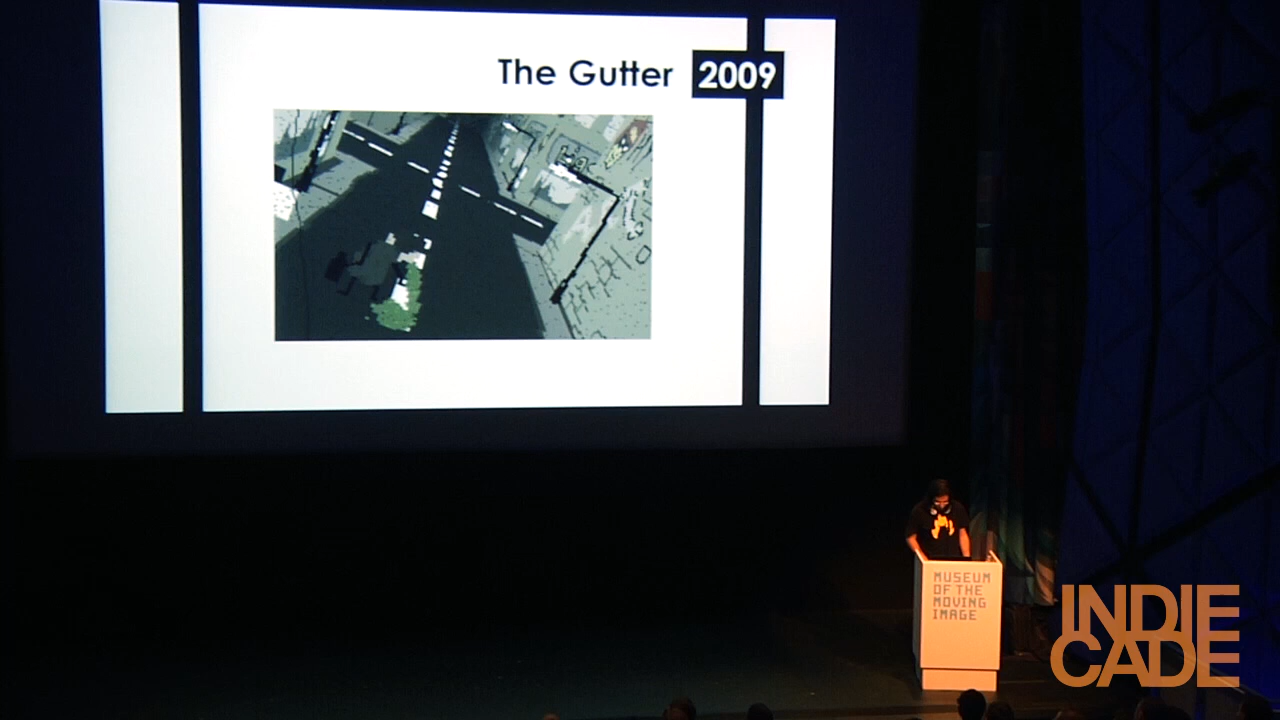 The Gutter 2009
MUSEUM
OF THE
MOVING
IMAGE
INDIE
CADE